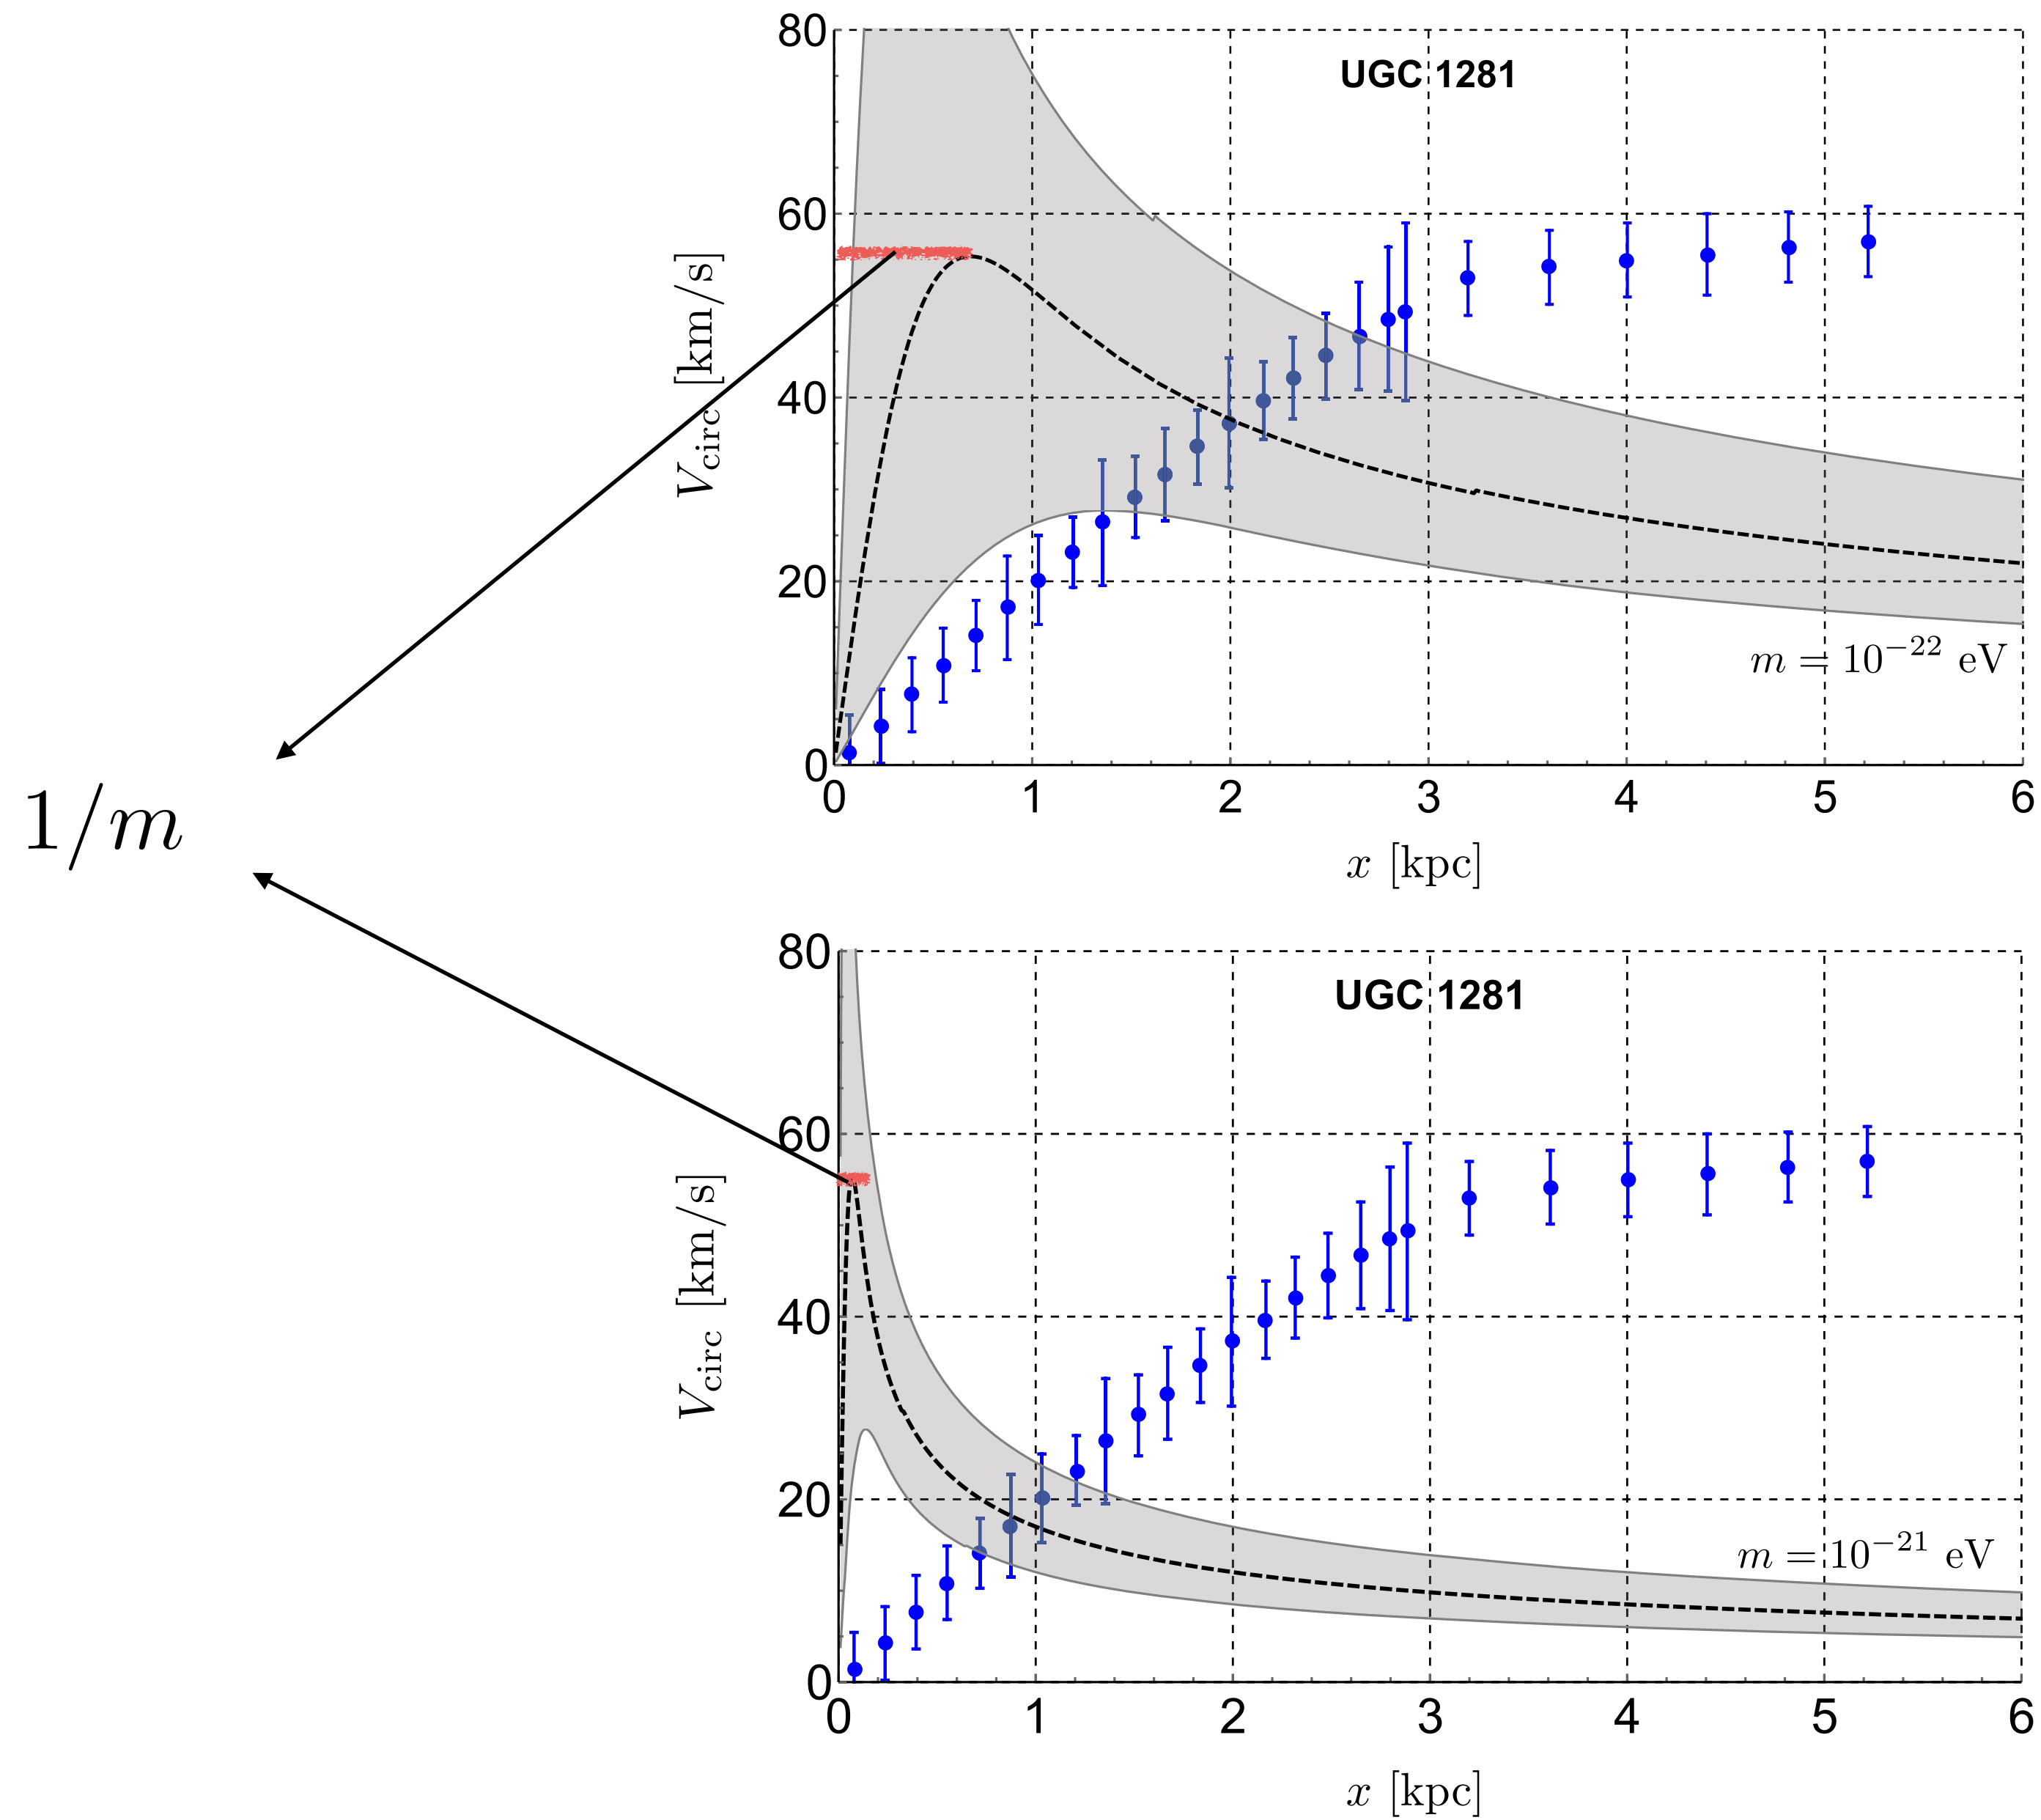 80
UGC 1281
60
40
20
0
V_circ [km/s]
m = 10^−22 eV
0 1 2 3 4 5 6
x [kpc]
1/m
80
UGC 1281
60
40
20
0
V_circ [km/s]
m = 10^−21 eV
0 1 2 3 4 5 6
x [kpc]